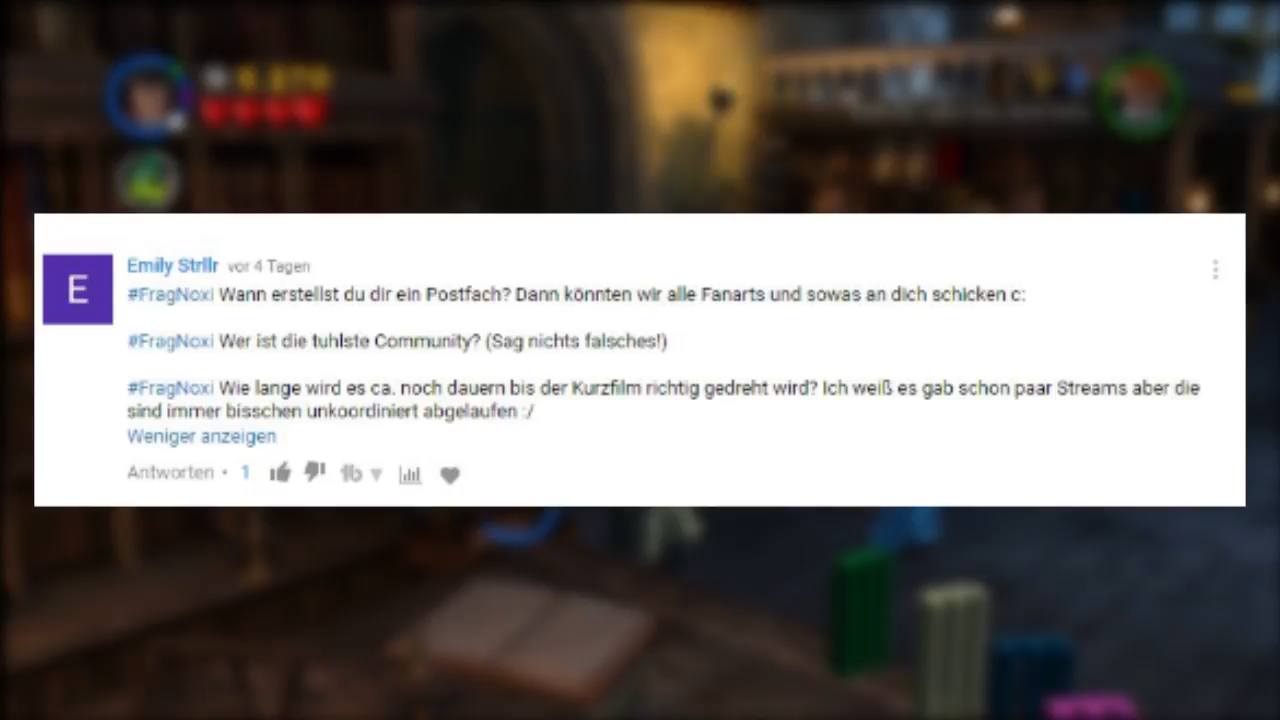 E
Emily Strllr vor 4 Tagen
#FragNoxi Wann erstellst du dir ein Postfach? Dann könnten wir alle Fanarts und sowas an dich schicken c:
#FragNoxi Wer ist die tuhlste Community? (Sag nichts falsches!)
#FragNoxi Wie lange wird es ca. noch dauern bis der Kurzfilm richtig gedreht wird? Ich weiß es gab schon paar Streams aber die
sind immer bisschen unkoordiniert abgelaufen :/
Weniger anzeigen
Antworten • 1